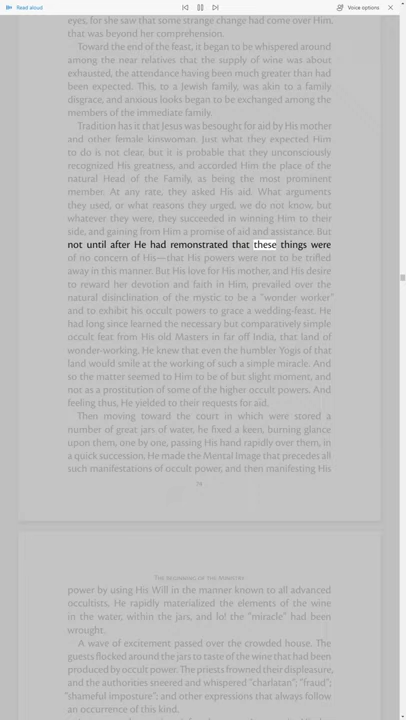 Read aloud
Voice options
eyes, for she saw that some strange change had come over Him,
that was beyond her comprehension.
Toward the end of the feast, it began to be whispered around
among the near relatives that the supply of wine was about
exhausted, the attendance having been much greater than had
been expected. This, to a Jewish family, was akin to a family
disgrace, and anxious looks began to be exchanged among the
members of the immediate family.
Tradition has it that Jesus was besought for aid by His mother
and other female kinswoman. Just what they expected Him
to do is not clear, but it is probable that they unconsciously
recognized His greatness, and accorded Him the place of the
natural Head of the Family, as being the most prominent
member. At any rate, they asked His aid. What arguments
they used, or what reasons they urged, we do not know, but
whatever they were, they succeeded in winning Him to their
side, and gaining from Him a promise of aid and assistance. But
not until after He had remonstrated that these things were
of no concern of His—that His powers were not to be trifled
away in this manner. But His love for His mother, and His desire
to reward her devotion and faith in Him, prevailed over the
natural disinclination of the mystic to be a "wonder worker"
and to exhibit his occult powers to grace a wedding-feast. He
had long since learned the necessary but comparatively simple
occult feat from His old Masters in far off India, that land of
wonder-working. He knew that even the humbler Yogis of that
land would smile at the working of such a simple miracle. And
so the matter seemed to Him to be of but slight moment, and
not as a prostitution of some of the higher occult powers. And
feeling thus, He yielded to their requests for aid.
Then moving toward the court in which were stored a
number of great jars of water, he fixed a keen, burning glance
upon them, one by one, passing His hand rapidly over them, in
a quick succession. He made the Mental Image that precedes all
such manifestations of occult power, and then manifesting His
The Beginning of the Ministry
power by using His Will in the manner known to all advanced
occultists, He rapidly materialized the elements of the wine
in the water, within the jars, and lo! the "miracle" had been
wrought.
A wave of excitement passed over the crowded house. The
guests flocked around the jars to taste of the wine that had been
produced by occult power. The priests frowned their displeasure,
and the authorities sneered and whispered "charlatan"; "fraud";
"shameful imposture"; and other expressions that always follow
an occurrence of this kind.